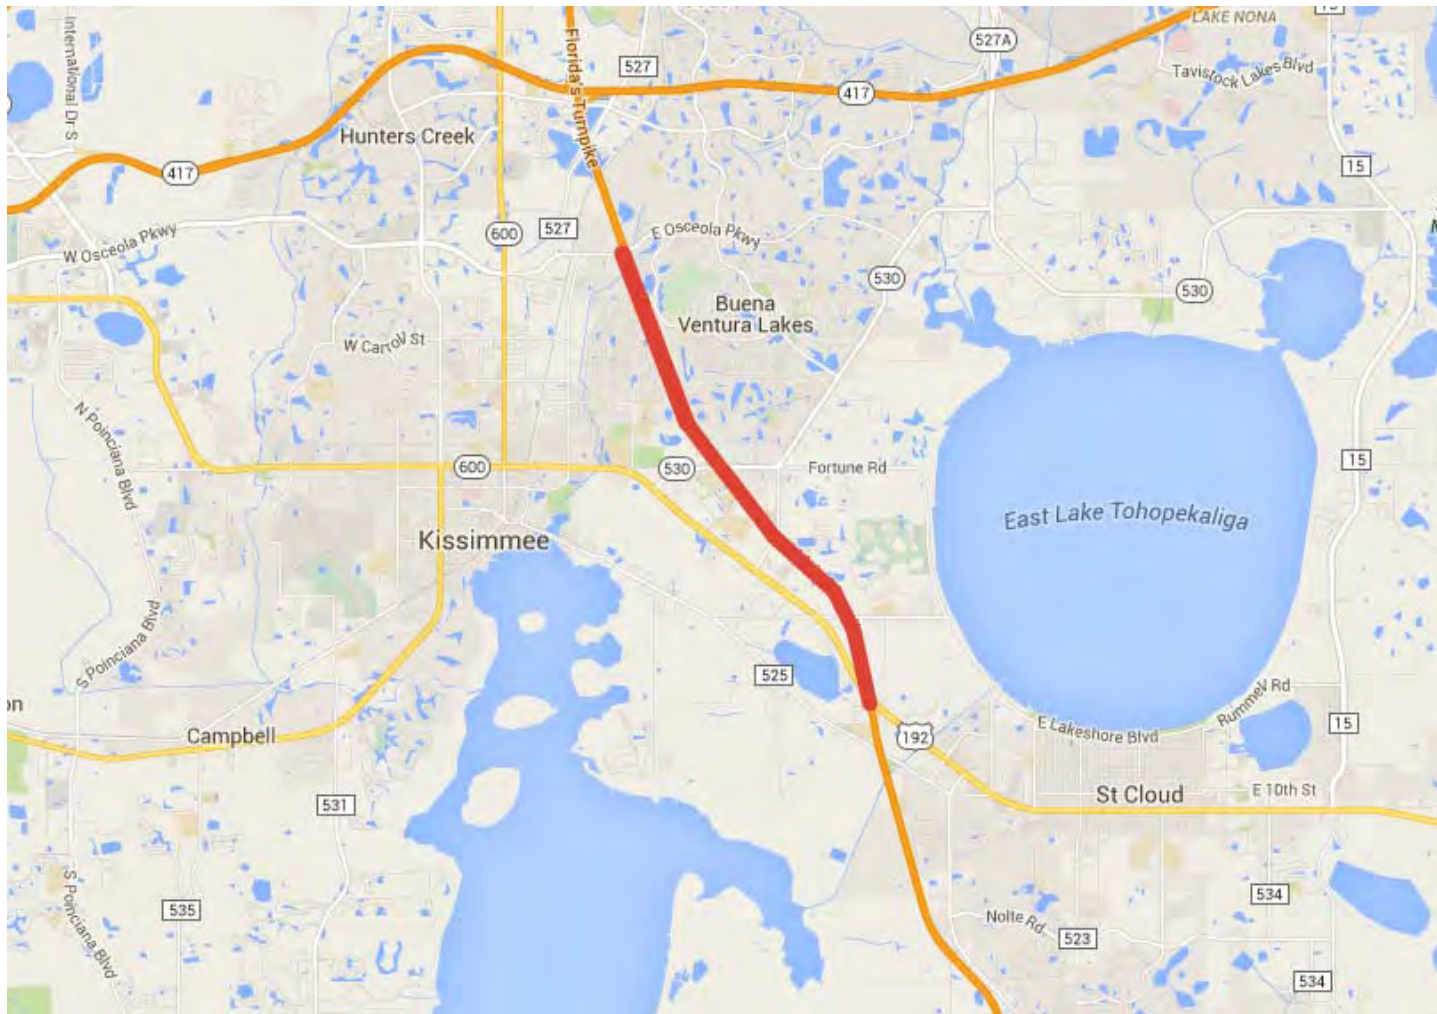 LAKE NONA
15
International Dr S
Florida's Turnpike
527A
527
Tavistock Lakes Blvd
417
Hunters Creek
417
15
W Osceola Pkwy
600
527
E Osceola Pkwy
530
530
Buena
Ventura Lakes
W Carroll St
N Poinciana Blvd
600
530
Fortune Rd
15
Kissimmee
East Lake Tohopekaliga
S Poinciana Blvd
525
on
Rummel Rd
Campbell
192
E Lakeshore Blvd
15
531
St Cloud
E 10th St
S Poinciana Blvd
535
534
Nolte Rd
523
534